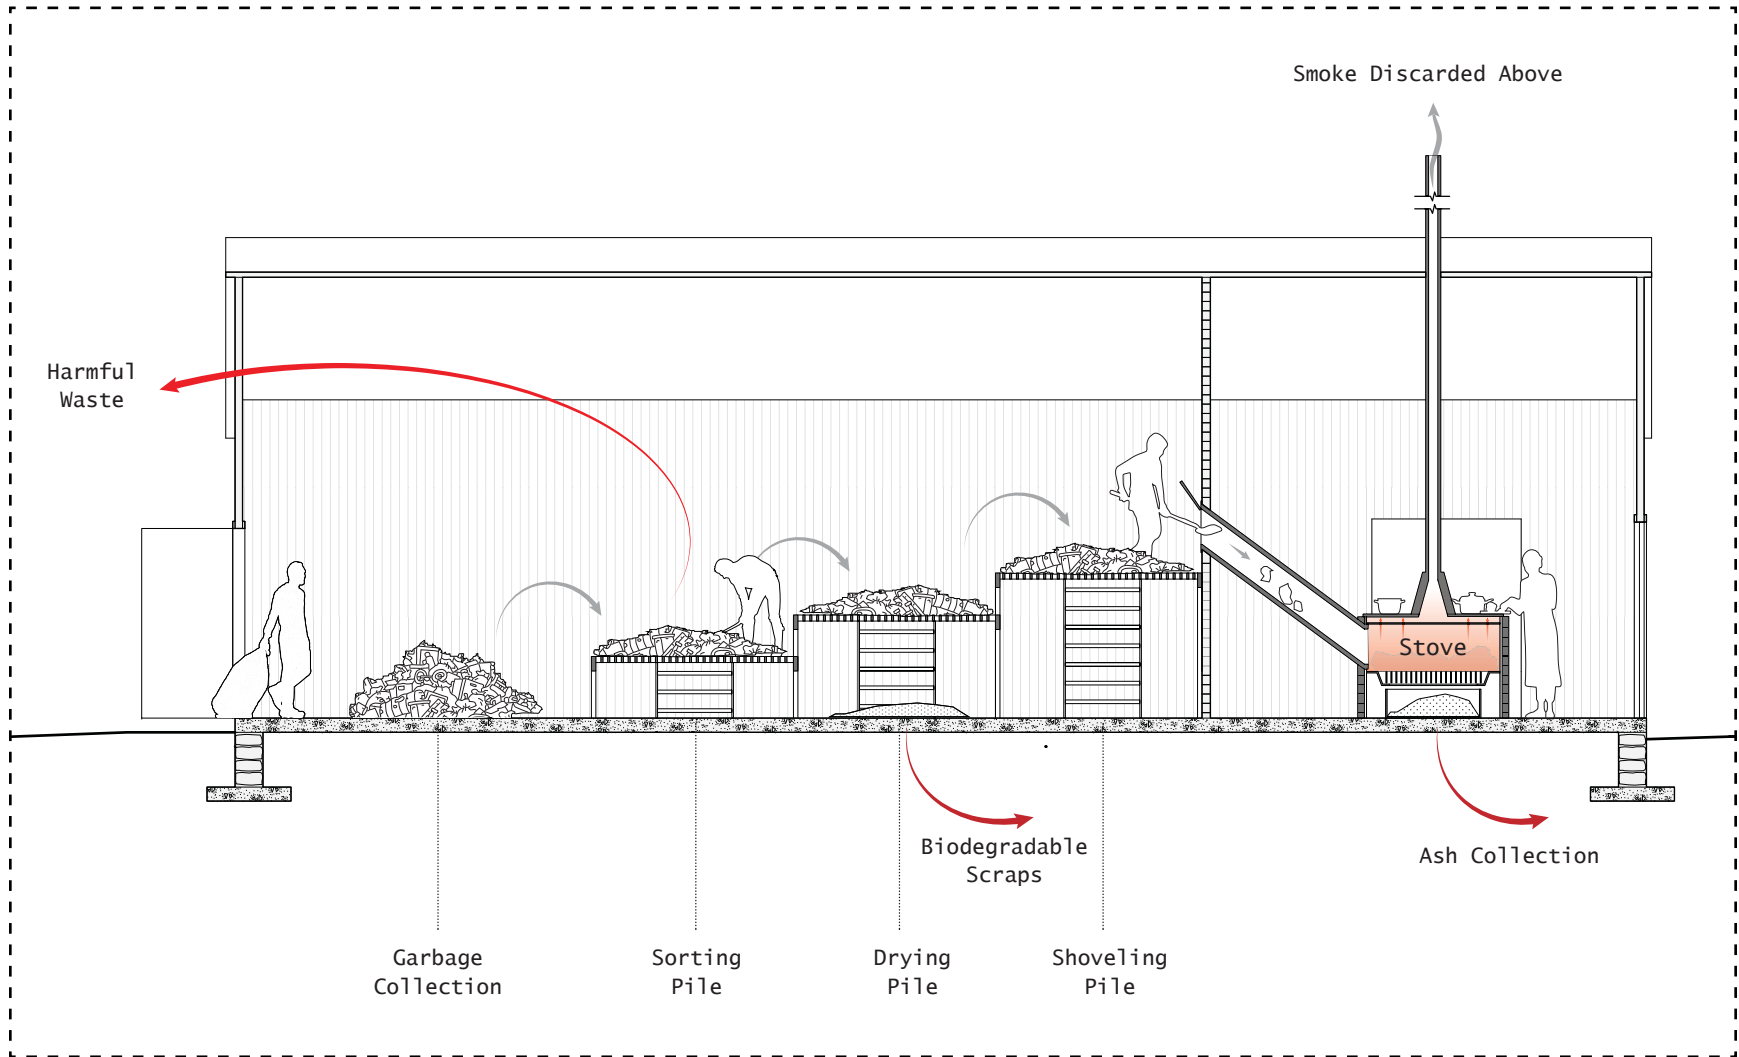 Smoke Discarded Above
Harmful
Waste
Stove
Biodegradable
Scraps
Ash Collection
Garbage
Collection
Sorting
Pile
Drying
Pile
Shoveling
Pile